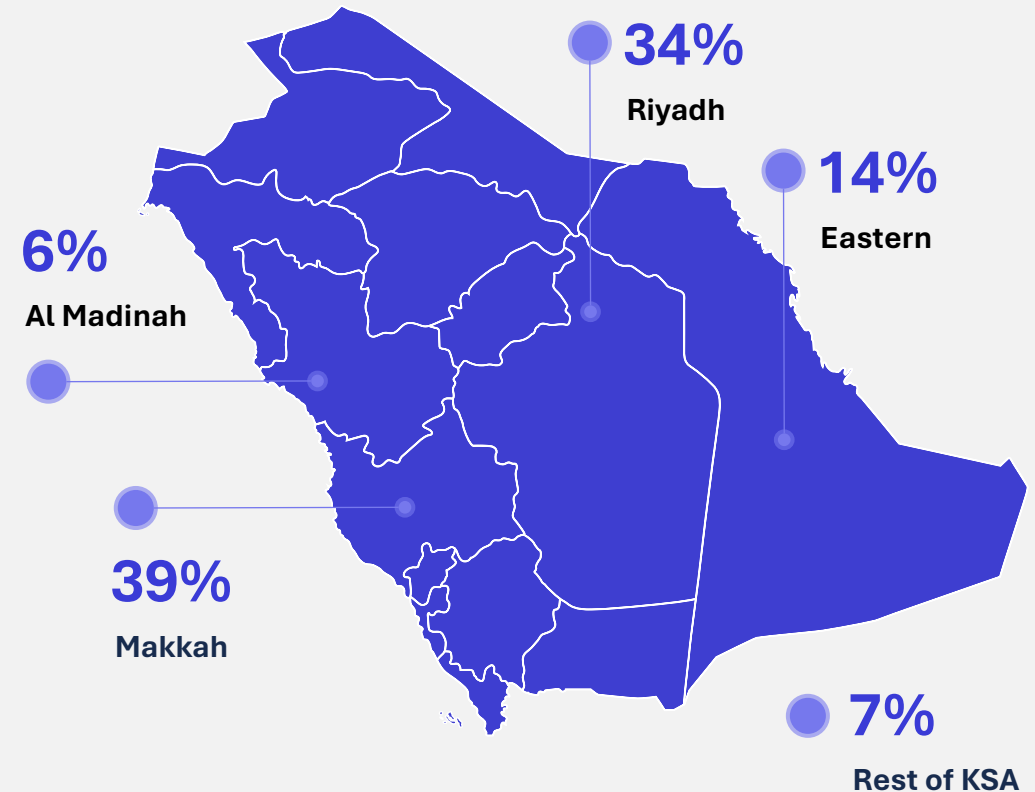 34%
Riyadh
14%
Eastern
6%
Al Madinah
39%
Makkah
7%
Rest of KSA